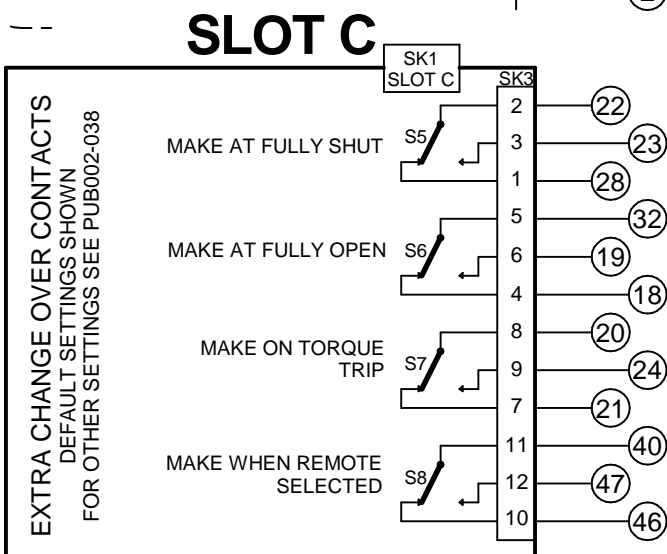 SLOT C
SK1
SLOT C
SK3
EXTRA CHANGE OVER CONTACTS
DEFAULT SETTINGS SHOWN
FOR OTHER SETTINGS SEE PUB002-038
MAKE AT FULLY SHUT
S5
2
22
3
23
1
28
MAKE AT FULLY OPEN
S6
5
32
6
19
4
18
MAKE ON TORQUE
TRIP
S7
8
20
9
24
7
21
MAKE WHEN REMOTE
SELECTED
S8
11
40
12
47
10
46